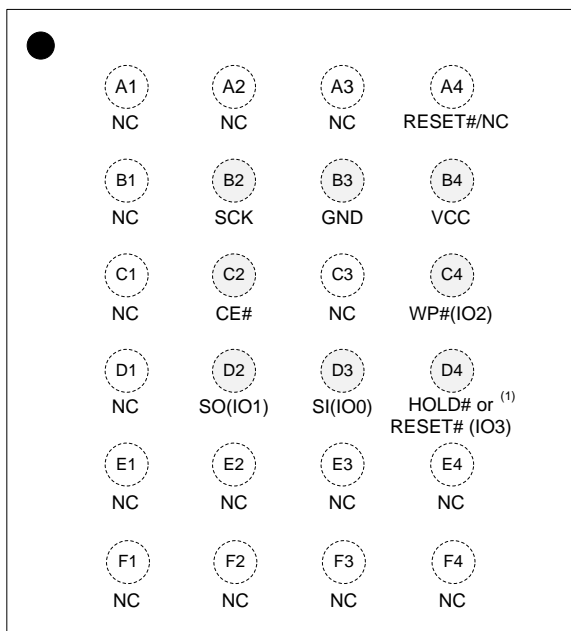 A1 A2 A3 A4
NC NC NC RESET#/NC
B1 B2 B3 B4
NC SCK GND VCC
C1 C2 C3 C4
NC CE# NC WP#(IO2)
D1 D2 D3 D4
NC SO(IO1) SI(IO0) HOLD# or (1)
RESET# (IO3)
E1 E2 E3 E4
NC NC NC NC
F1 F2 F3 F4
NC NC NC NC